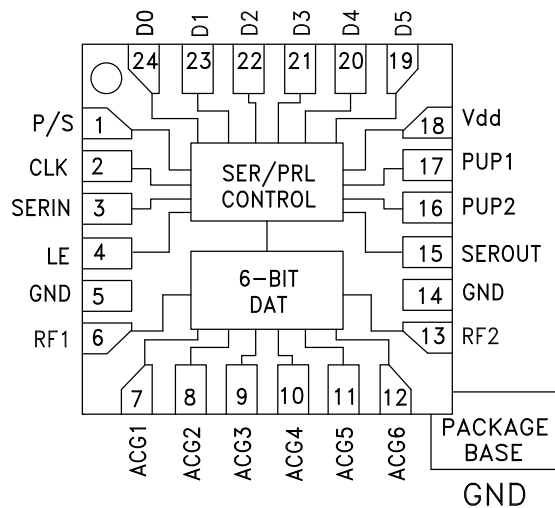 D0 D1 D2 D3 D4 D5
24 23 22 21 20 19
P/S 1 18 Vdd
CLK 2 17 PUP1
SERIN 3 16 PUP2
LE 4 15 SEROUT
GND 5 14 GND
RF1 6 13 RF2
SER/PRL
CONTROL
6-BIT
DAT
7 8 9 10 11 12
ACG1 ACG2 ACG3 ACG4 ACG5 ACG6
PACKAGE
BASE
GND